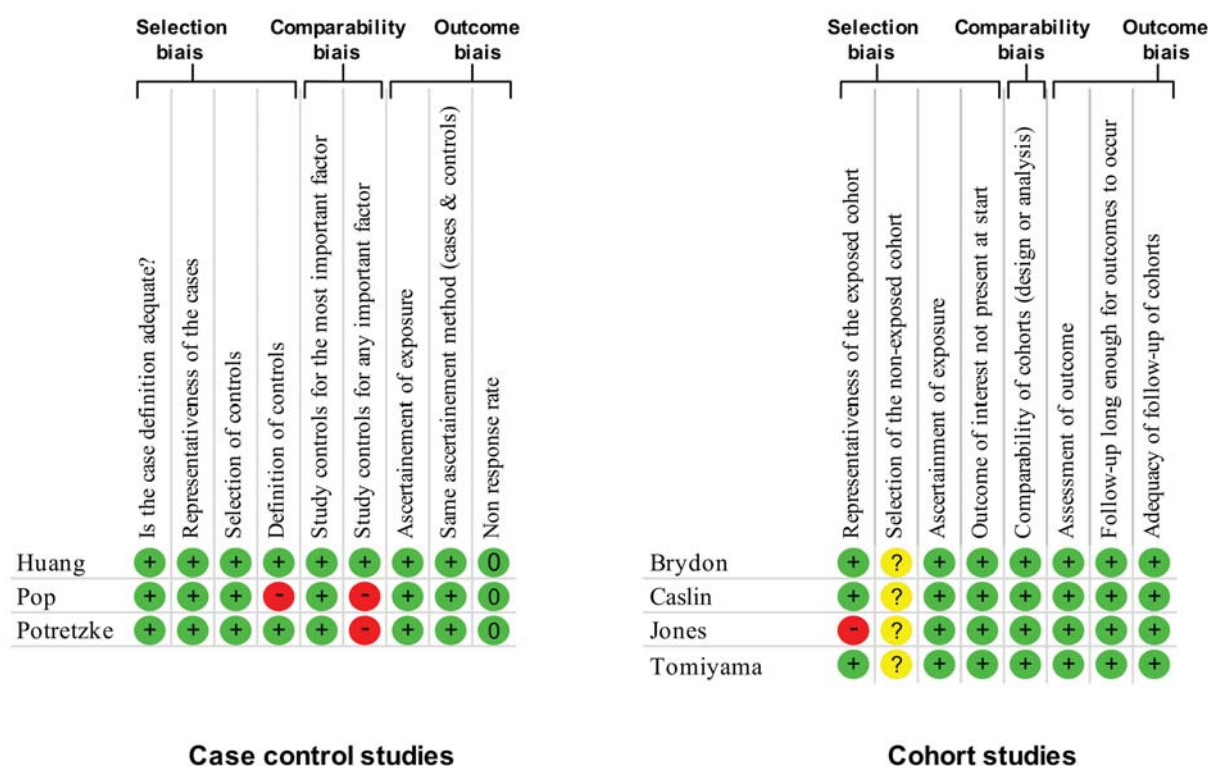 Selection
biais
Comparability
biais
Outcome
biais
Is the case definition adequate?
Representativeness of the cases
Selection of controls
Definition of controls
Study controls for the most important factor
Study controls for any important factor
Ascertainement of exposure
Same ascertainement method (cases & controls)
Non response rate
Huang + + + + + + + + 0
Pop + + + - + - + + 0
Potretzke + + + + + - + + 0
Case control studies
Selection
biais
Comparability
biais
Outcome
biais
Representativeness of the exposed cohort
Selection of the non-exposed cohort
Ascertainment of exposure
Outcome of interest not present at start
Comparability of cohorts (design or analysis)
Assessment of outcome
Follow-up long enough for outcomes to occur
Adequacy of follow-up of cohorts
Brydon + ? + + + + + +
Caslin + ? + + + + + +
Jones - ? + + + + + +
Tomiyama + ? + + + + + +
Cohort studies